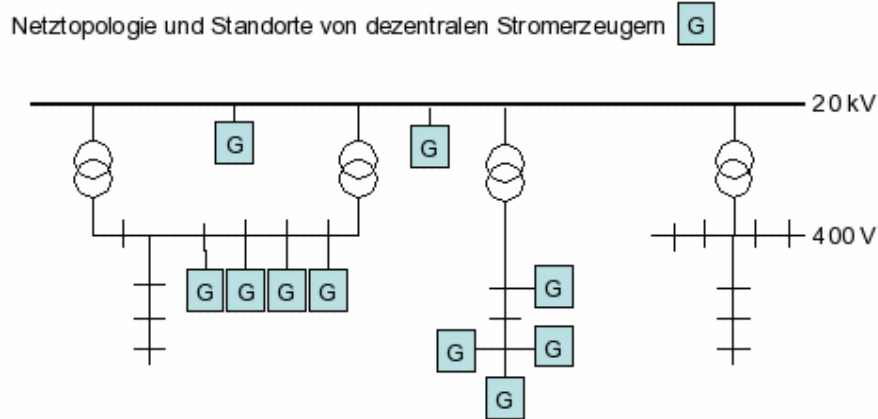 Netztopologie und Standorte von dezentralen Stromerzeugern G
20 kV
G G
400 V
G G G G
G
G G
G